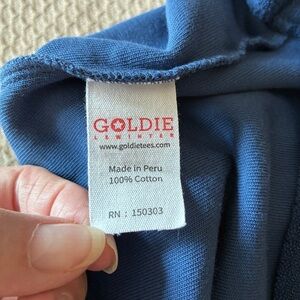 GOLDIE
LEWINTER
www.goldietees.com
Made in Peru
100% Cotton
RN : 150303